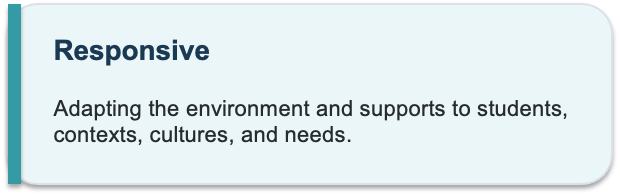 Responsive
Adapting the environment and supports to students,
contexts, cultures, and needs.